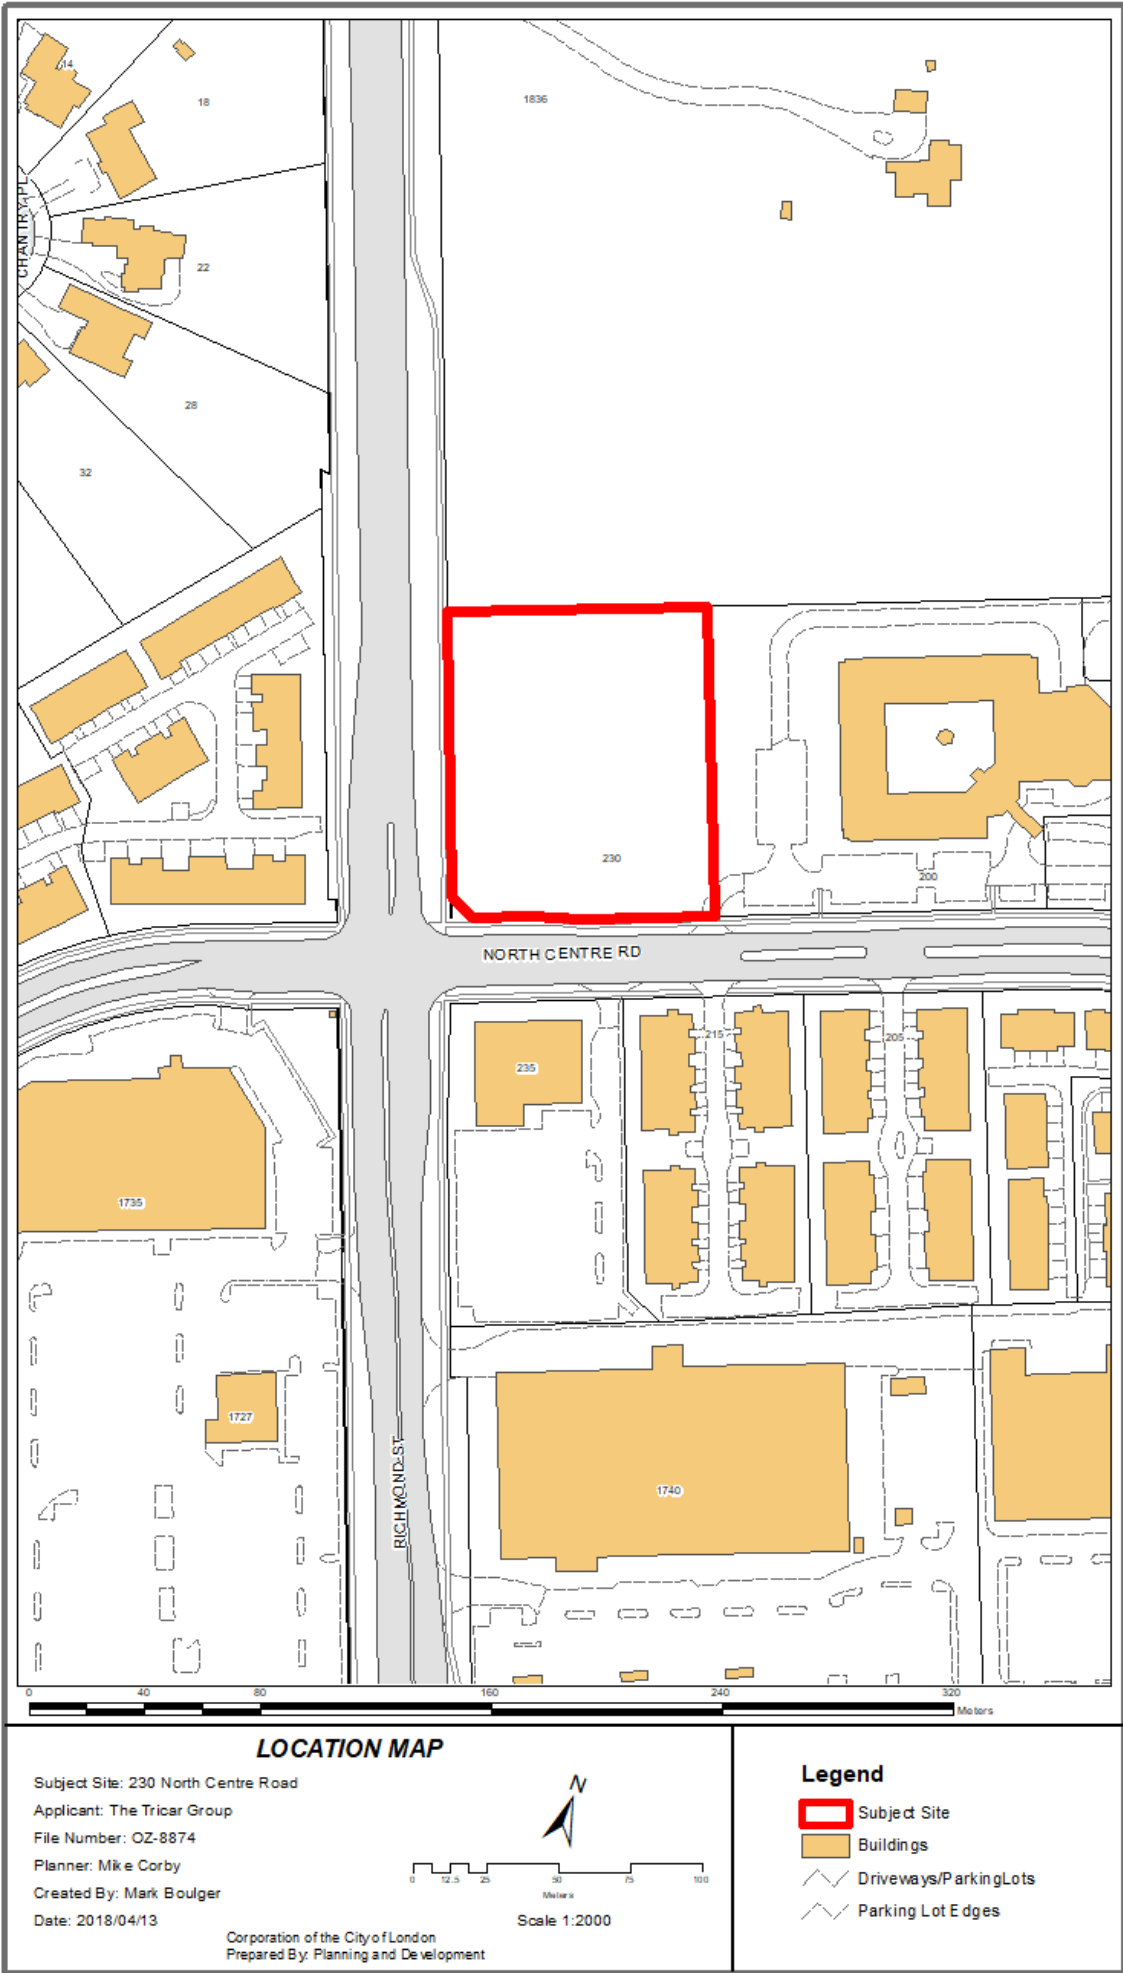 14
18
1836
CHANTRY PL
22
28
32
230
200
NORTH CENTRE RD
215
205
235
1735
1727
1740
RICHMOND ST
0 40 80 160 240 320
Meters
LOCATION MAP
Subject Site: 230 North Centre Road
Applicant: The Tricar Group
File Number: OZ-8874
Planner: Mike Corby
Created By: Mark Boulger
Date: 2018/04/13
N
0 12.5 25 50 75 100
Meters
Scale 1:2000
Corporation of the City of London
Prepared By: Planning and Development
Legend
Subject Site
Buildings
Driveways/ParkingLots
Parking Lot Edges